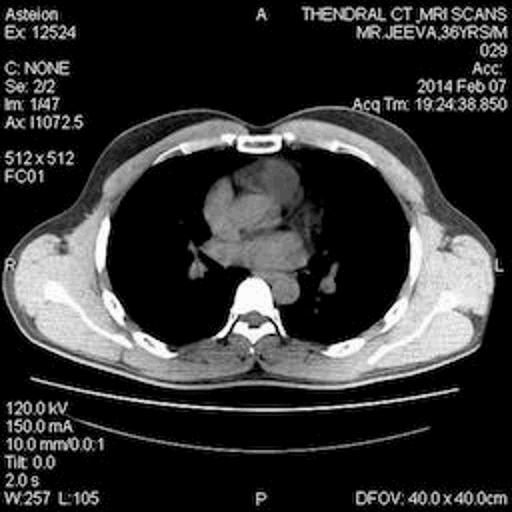 Asteion
Ex: 12524
C: NONE
Se: 2/2
Im: 1/47
Ax: I1072.5
512 x 512
FC01
A
THENDRAL CT ,MRI SCANS
MR.JEEVA,36YRS/M
029
Acc:
2014 Feb 07
Acq Tm: 19:24:38.850
R
L
120.0 kV
150.0 mA
10.0 mm/0.0:1
Tilt: 0.0
2.0 s
W:257 L:105
P
DFOV: 40.0 x 40.0cm